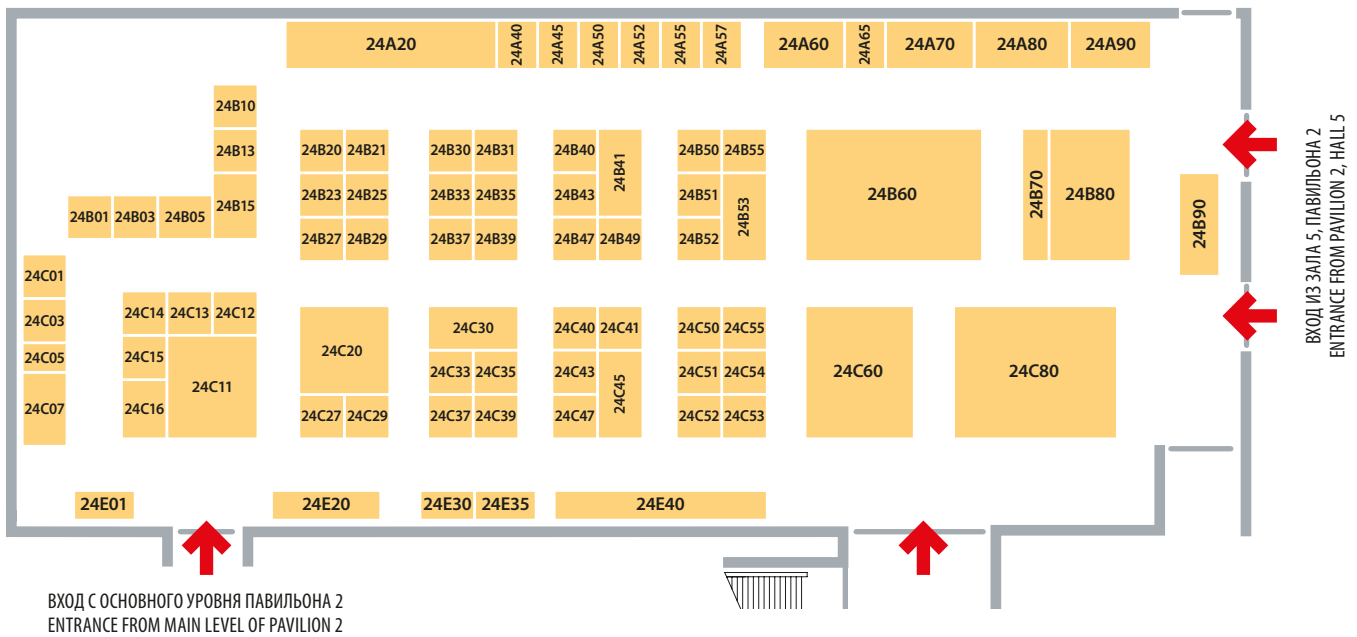 24A20 24A40 24A45 24A50 24A52 24A55 24A57 24A60 24A65 24A70 24A80 24A90
24B10
24B13
24B15
24B01 24B03 24B05
24B20 24B21
24B23 24B25
24B27 24B29
24B30 24B31
24B33 24B35
24B37 24B39
24B40 24B41
24B43
24B47 24B49
24B50 24B55
24B51 24B53
24B52
24B60
24B70
24B80
24B90
ВХОД ИЗ ЗАЛА 5, ПАВИЛЬОНА 2
ENTRANCE FROM PAVILION 2, HALL 5
24C01
24C03
24C05
24C07
24C14 24C13 24C12
24C15
24C11
24C16
24C20
24C27 24C29
24C30
24C33 24C35
24C37 24C39
24C40 24C41
24C43 24C45
24C47
24C50 24C55
24C51 24C54
24C52 24C53
24C60
24C80
24E01 24E20 24E30 24E35 24E40
ВХОД С ОСНОВНОГО УРОВНЯ ПАВИЛЬОНА 2
ENTRANCE FROM MAIN LEVEL OF PAVILION 2